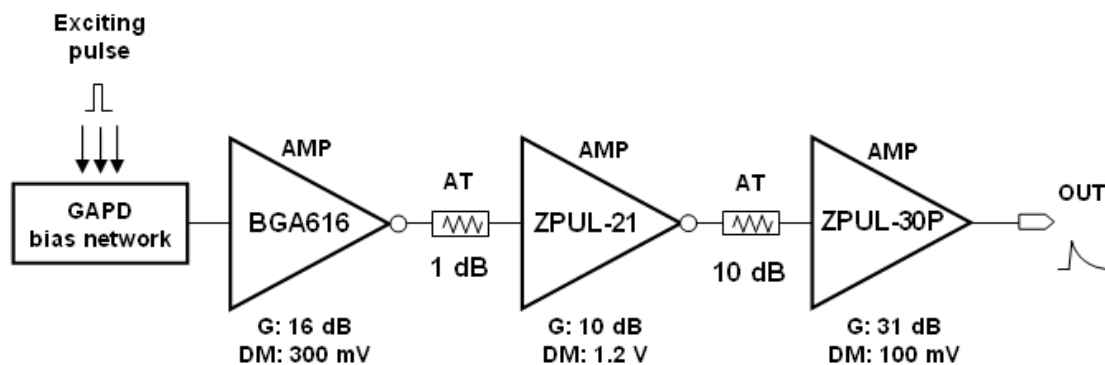 Exciting
pulse
GAPD
bias network
AMP
BGA616
G: 16 dB
DM: 300 mV
AT
1 dB
AMP
ZPUL-21
G: 10 dB
DM: 1.2 V
AT
10 dB
AMP
ZPUL-30P
G: 31 dB
DM: 100 mV
OUT